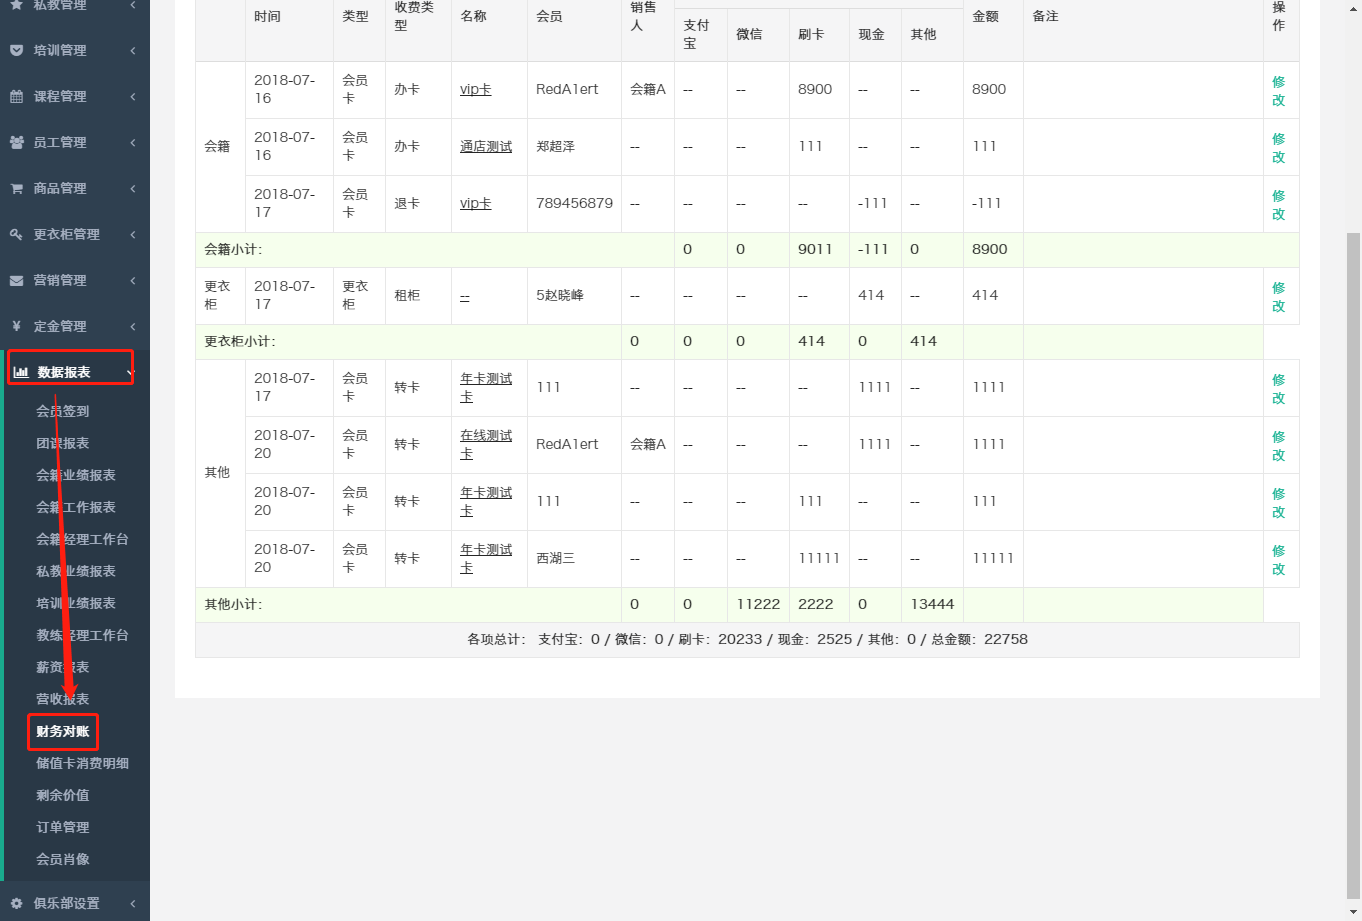 私教管理
培训管理
课程管理
员工管理
商品管理
更衣柜管理
营销管理
¥ 定金管理
数据报表
会员签到
团课报表
会籍业绩报表
会籍工作报表
会籍经理工作台
私教业绩报表
培训业绩报表
教练经理工作台
薪资报表
营收报表
财务对账
储值卡消费明细
剩余价值
订单管理
会员肖像
俱乐部设置
时间 类型 收费类型 名称 会员 销售人 支付宝 微信 刷卡 现金 其他 金额 备注 操作
会籍
2018-07-16 会员卡 办卡 vip卡 RedA1ert 会籍A -- -- 8900 -- -- 8900 修改
2018-07-16 会员卡 办卡 通店测试 郑超泽 -- -- -- 111 -- -- 111 修改
2018-07-17 会员卡 退卡 vip卡 789456879 -- -- -- -- -111 -- -111 修改
会籍小计: 0 0 9011 -111 0 8900
更衣柜 2018-07-17 更衣柜 租柜 -- 5赵晓峰 -- -- -- -- 414 -- 414 修改
更衣柜小计: 0 0 0 414 0 414
其他
2018-07-17 会员卡 转卡 年卡测试卡 111 -- -- -- -- 1111 -- 1111 修改
2018-07-20 会员卡 转卡 在线测试卡 RedA1ert 会籍A -- -- -- 1111 -- 1111 修改
2018-07-20 会员卡 转卡 年卡测试卡 111 -- -- -- 111 -- -- 111 修改
2018-07-20 会员卡 转卡 年卡测试卡 西湖三 -- -- -- 11111 -- -- 11111 修改
其他小计: 0 0 11222 2222 0 13444
各项总计: 支付宝: 0 / 微信: 0 / 刷卡: 20233 / 现金: 2525 / 其他: 0 / 总金额: 22758